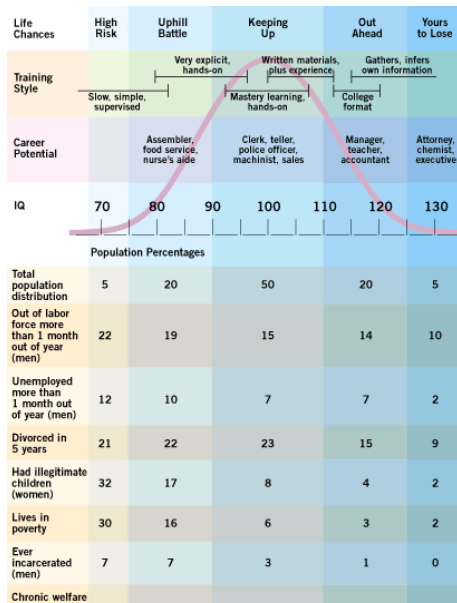 Life Chances High Risk Uphill Battle Keeping Up Out Ahead Yours to Lose
Training Style
Very explicit, hands-on
Written materials, plus experience
Gathers, infers own information
Slow, simple, supervised
Mastery learning, hands-on
College format
Career Potential
Assembler, food service, nurse's aide
Clerk, teller, police officer, machinist, sales
Manager, teacher, accountant
Attorney, chemist, executive
IQ 70 80 90 100 110 120 130
Population Percentages
Total population distribution 5 20 50 20 5
Out of labor force more than 1 month out of year (men) 22 19 15 14 10
Unemployed more than 1 month out of year (men) 12 10 7 7 2
Divorced in 5 years 21 22 23 15 9
Had illegitimate children (women) 32 17 8 4 2
Lives in poverty 30 16 6 3 2
Ever incarcerated (men) 7 7 3 1 0
Chronic welfare